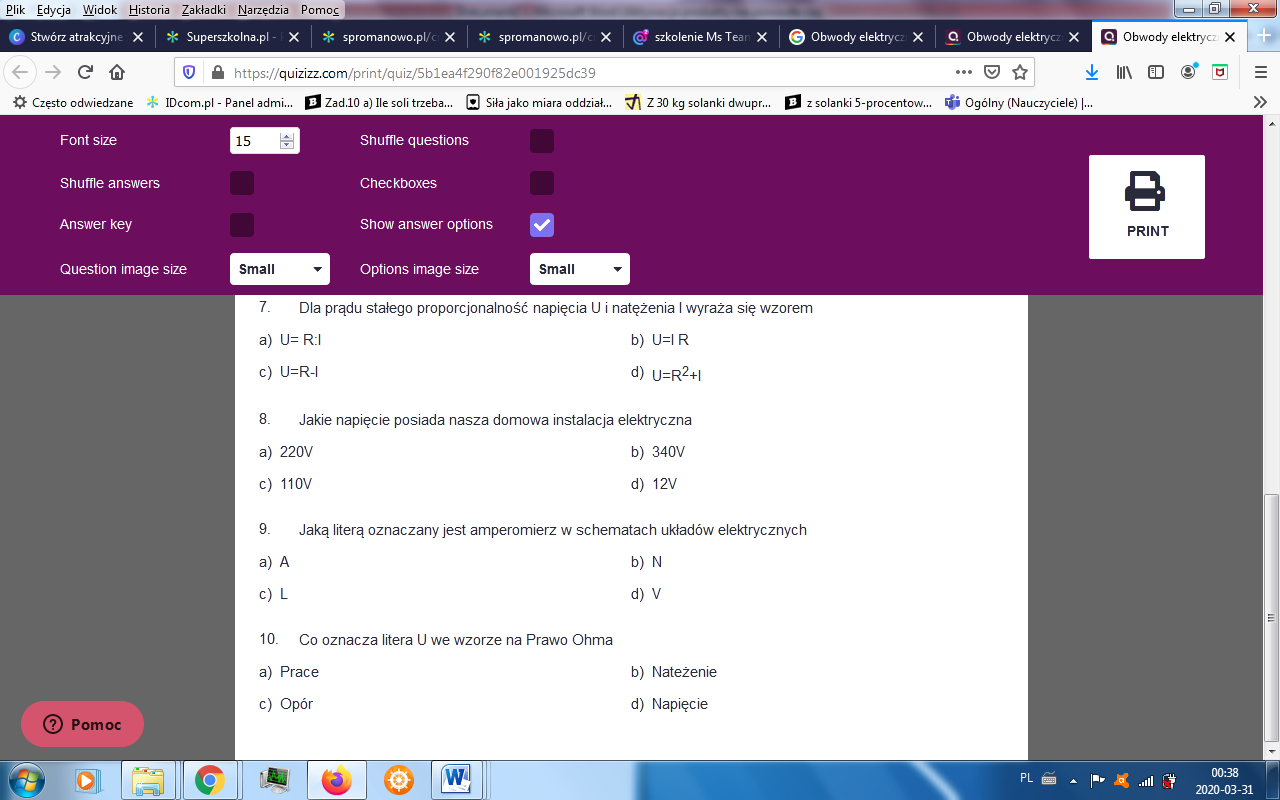 Plik Edycja Widok Historia Zakładki Narzędzia Pomoc
Stwórz atrakcyjne Superszkolna.pl - spromanowo.pl/c spromanowo.pl/c szkolenie Ms Tean Obwody elektrycz Obwody elektrycz Obwody elektrycz
https://quizizz.com/print/quiz/5b1ea4f290f82e001925dc39
Często odwiedzane IDcom.pl - Panel admi... Zad.10 a) Ile soli trzeba... Siła jako miara oddział... Z 30 kg solanki dwupr... z solanki 5-procentow... Ogólny (Nauczyciele) |...
Font size 15 Shuffle questions
Shuffle answers Checkboxes
Answer key Show answer options
Question image size Small Options image size Small
PRINT
7. Dla prądu stałego proporcjonalność napięcia U i natężenia I wyraża się wzorem
a) U= R:I b) U=I R
c) U=R-I d) U=R²+I
8. Jakie napięcie posiada nasza domowa instalacja elektryczna
a) 220V b) 340V
c) 110V d) 12V
9. Jaką literą oznaczany jest amperomierz w schematach układów elektrycznych
a) A b) N
c) L d) V
10. Co oznacza litera U we wzorze na Prawo Ohma
a) Prace b) Nateżenie
c) Opór d) Napięcie
Pomoc
PL 00:38
2020-03-31